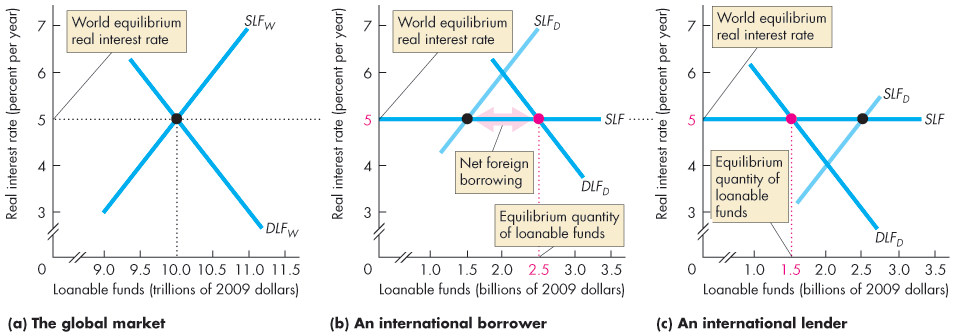 Real interest rate (percent per year)
7
6
5
4
3
0
World equilibrium
real interest rate
SLFW
DLFW
9.0 9.5 10.0 10.5 11.0 11.5
Loanable funds (trillions of 2009 dollars)
(a) The global market
Real interest rate (percent per year)
7
6
5
4
3
0
World equilibrium
real interest rate
SLFD
SLF
Net foreign
borrowing
DLFD
Equilibrium quantity
of loanable funds
1.0 1.5 2.0 2.5 3.0 3.5
Loanable funds (billions of 2009 dollars)
(b) An international borrower
Real interest rate (percent per year)
7
6
5
4
3
0
World equilibrium
real interest rate
SLFD
SLF
Equilibrium
quantity of
loanable
funds
DLFD
1.0 1.5 2.0 2.5 3.0 3.5
Loanable funds (billions of 2009 dollars)
(c) An international lender